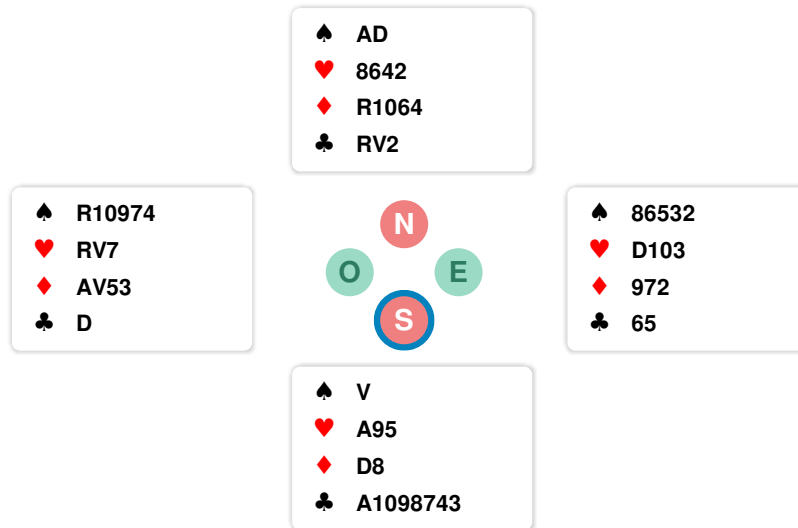 ♠ AD
♥ 8642
♦ R1064
♣ RV2
♠ R10974
♥ RV7
♦ AV53
♣ D
N
O E
S
♠ 86532
♥ D103
♦ 972
♣ 65
♠ V
♥ A95
♦ D8
♣ A1098743